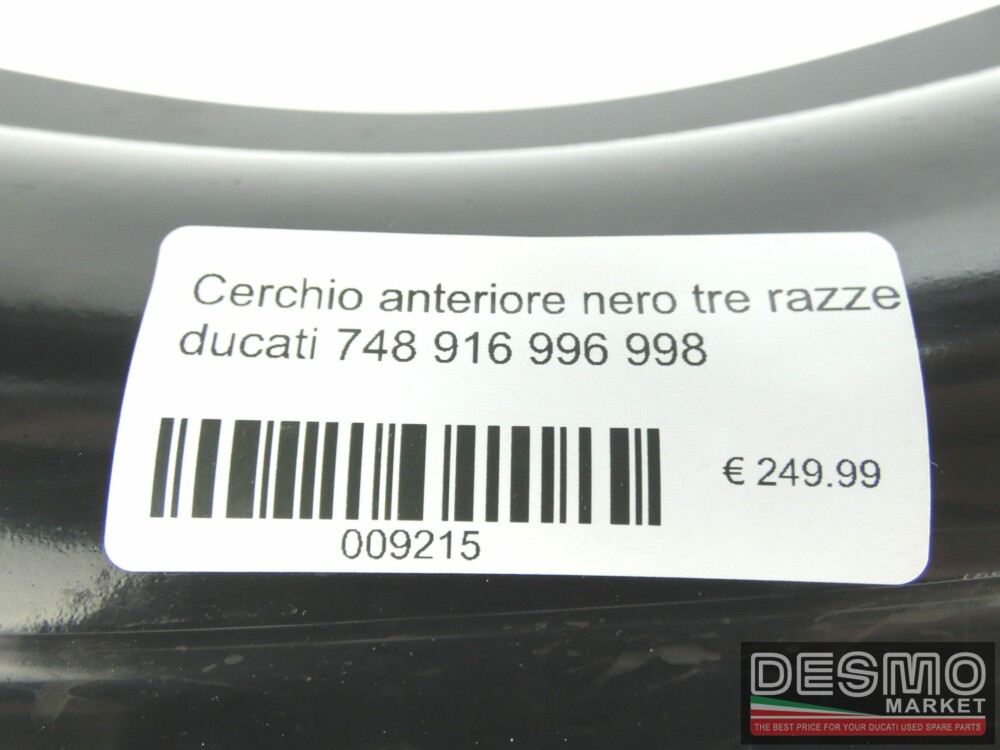 Cerchio anteriore nero tre razze
ducati 748 916 996 998
€ 249.99
009215
DESMO
MARKET
THE BEST PRICE FOR YOUR DUCATI USED SPARE PARTS